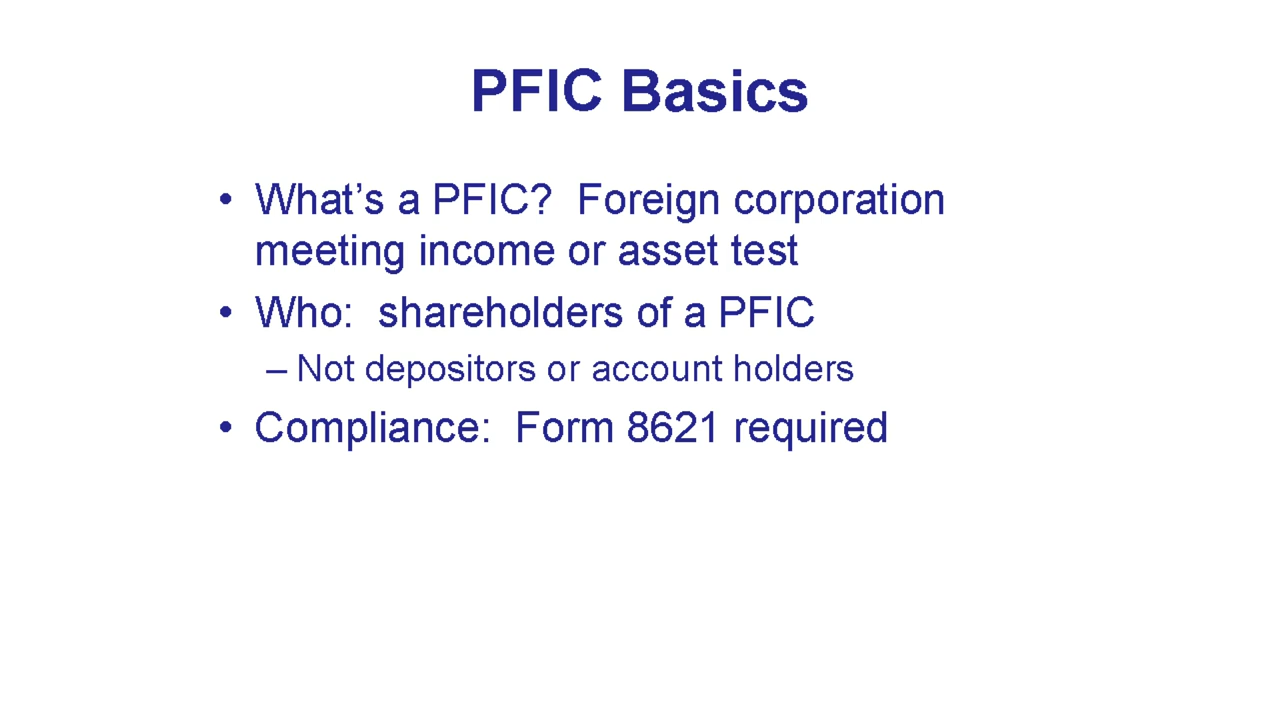 PFIC Basics
• What’s a PFIC?  Foreign corporation
meeting income or asset test
• Who:  shareholders of a PFIC
– Not depositors or account holders
• Compliance:  Form 8621 required